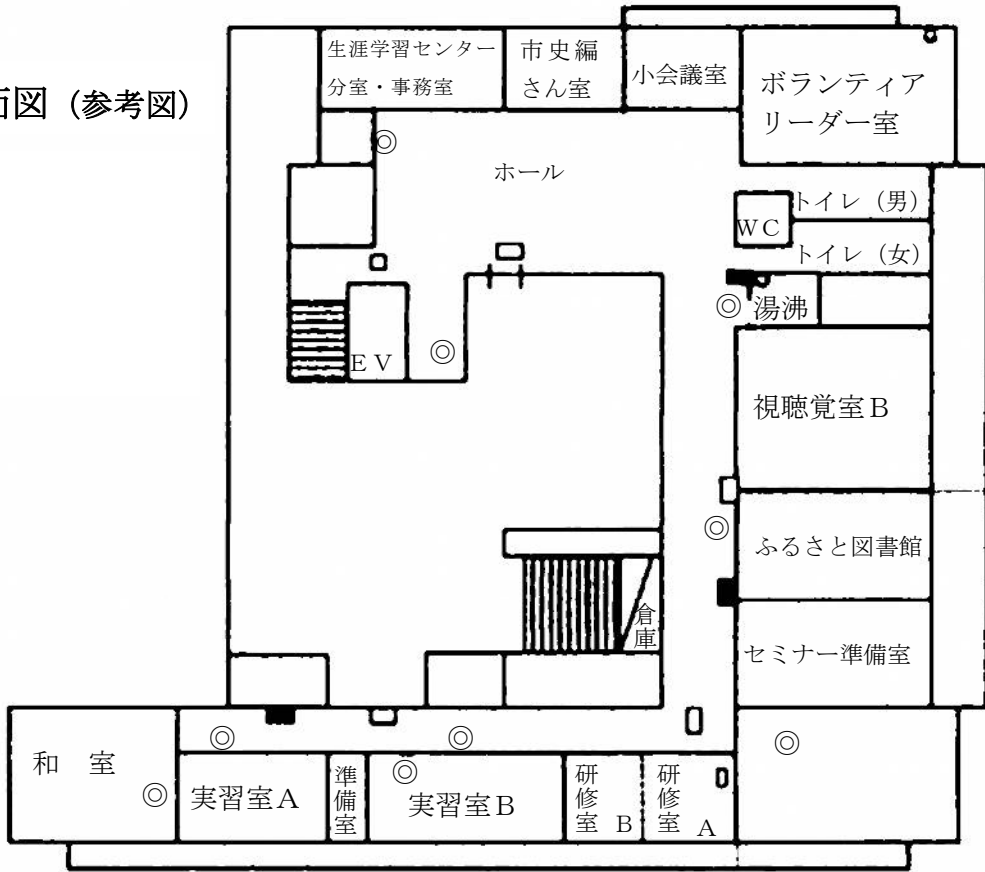 面図（参考図）
生涯学習センター
分室・事務室
市史編
さん室
小会議室
ボランティア
リーダー室
ホール
トイレ（男）
ＷＣ
トイレ（女）
湯沸
ＥＶ
視聴覚室Ｂ
ふるさと図書館
倉庫
セミナー準備室
和　室
実習室Ａ
準備室
実習室Ｂ
研修室 Ｂ
研修室 Ａ